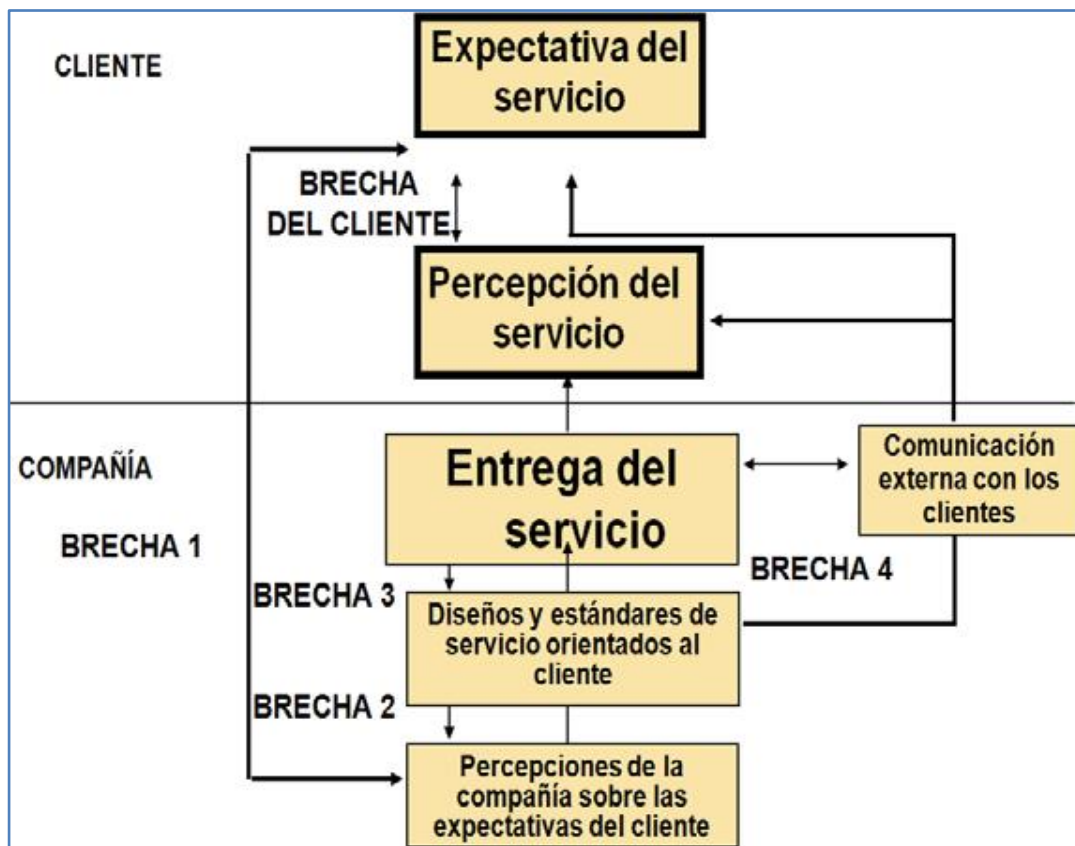 CLIENTE
Expectativa del
servicio
BRECHA
DEL CLIENTE
Percepción del
servicio
COMPAÑÍA
Entrega del
servicio
Comunicación
externa con los
clientes
BRECHA 1
BRECHA 4
BRECHA 3
Diseños y estándares de
servicio orientados al
cliente
BRECHA 2
Percepciones de la
compañía sobre las
expectativas del cliente